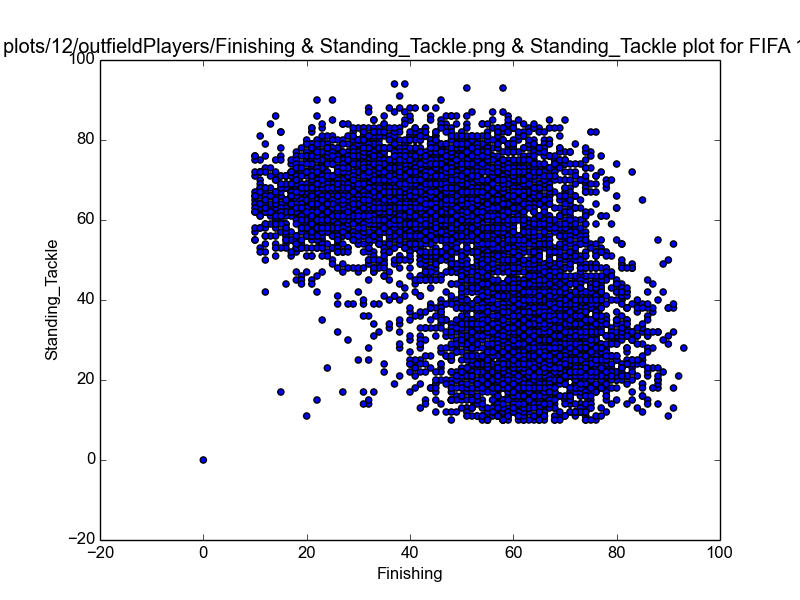 plots/12/outfieldPlayers/Finishing & Standing_Tackle.png & Standing_Tackle plot for FIFA 1
100
80
60
40
20
0
−20
Standing_Tackle
−20 0 20 40 60 80 100
Finishing